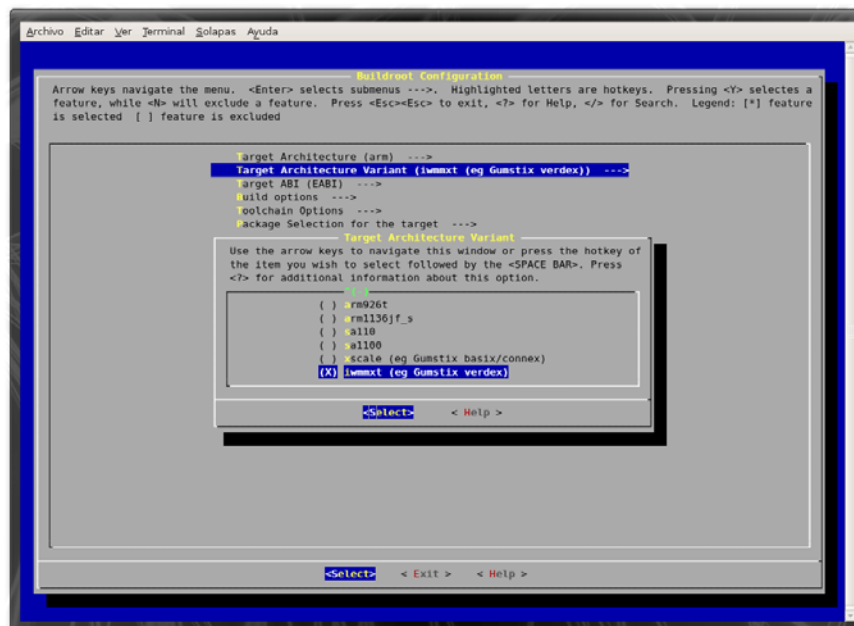 Archivo Editar Ver Terminal Solapas Ayuda
Buildroot Configuration
Arrow keys navigate the menu. <Enter> selects submenus --->. Highlighted letters are hotkeys. Pressing <Y> selectes a
feature, while <N> will exclude a feature. Press <Esc><Esc> to exit, <?> for Help, </> for Search. Legend: [*] feature
is selected [ ] feature is excluded
Target Architecture (arm) --->
Target Architecture Variant (iwmmxt (eg Gumstix verdex)) --->
Target ABI (EABI) --->
Build options --->
Toolchain Options --->
Package Selection for the target --->
Target Architecture Variant
Use the arrow keys to navigate this window or press the hotkey of
the item you wish to select followed by the <SPACE BAR>. Press
<?> for additional information about this option.
^(-)
( ) arm926t
( ) arm1136jf_s
( ) sa110
( ) sa1100
( ) xscale (eg Gumstix basix/connex)
(X) iwmmxt (eg Gumstix verdex)
<Select> < Help >
<Select> < Exit > < Help >